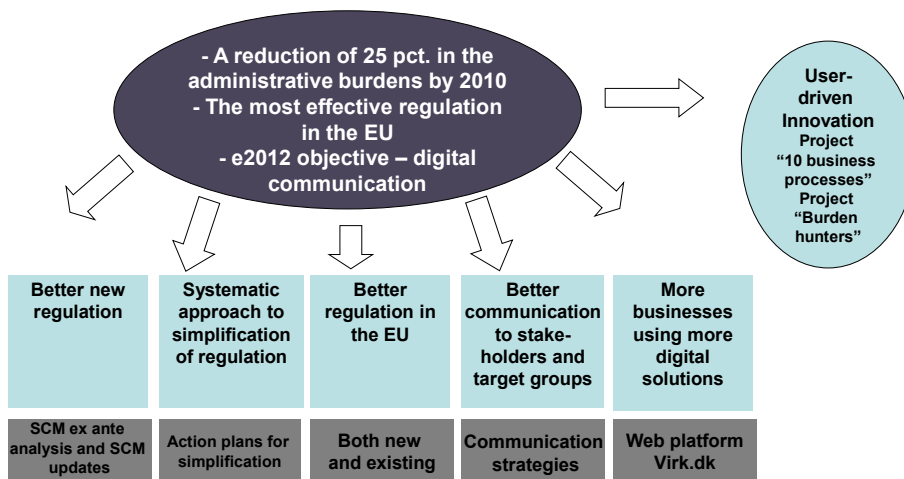 - A reduction of 25 pct. in the
administrative burdens by 2010
- The most effective regulation
in the EU
- e2012 objective – digital
communication
User-
driven
Innovation
Project
“10 business
processes”
Project
“Burden
hunters”
Better new
regulation
Systematic
approach to
simplification
of regulation
Better
regulation in
the EU
Better
communication
to stake-
holders and
target groups
More
businesses
using more
digital
solutions
SCM ex ante
analysis and SCM
updates
Action plans for
simplification
Both new
and existing
Communication
strategies
Web platform
Virk.dk